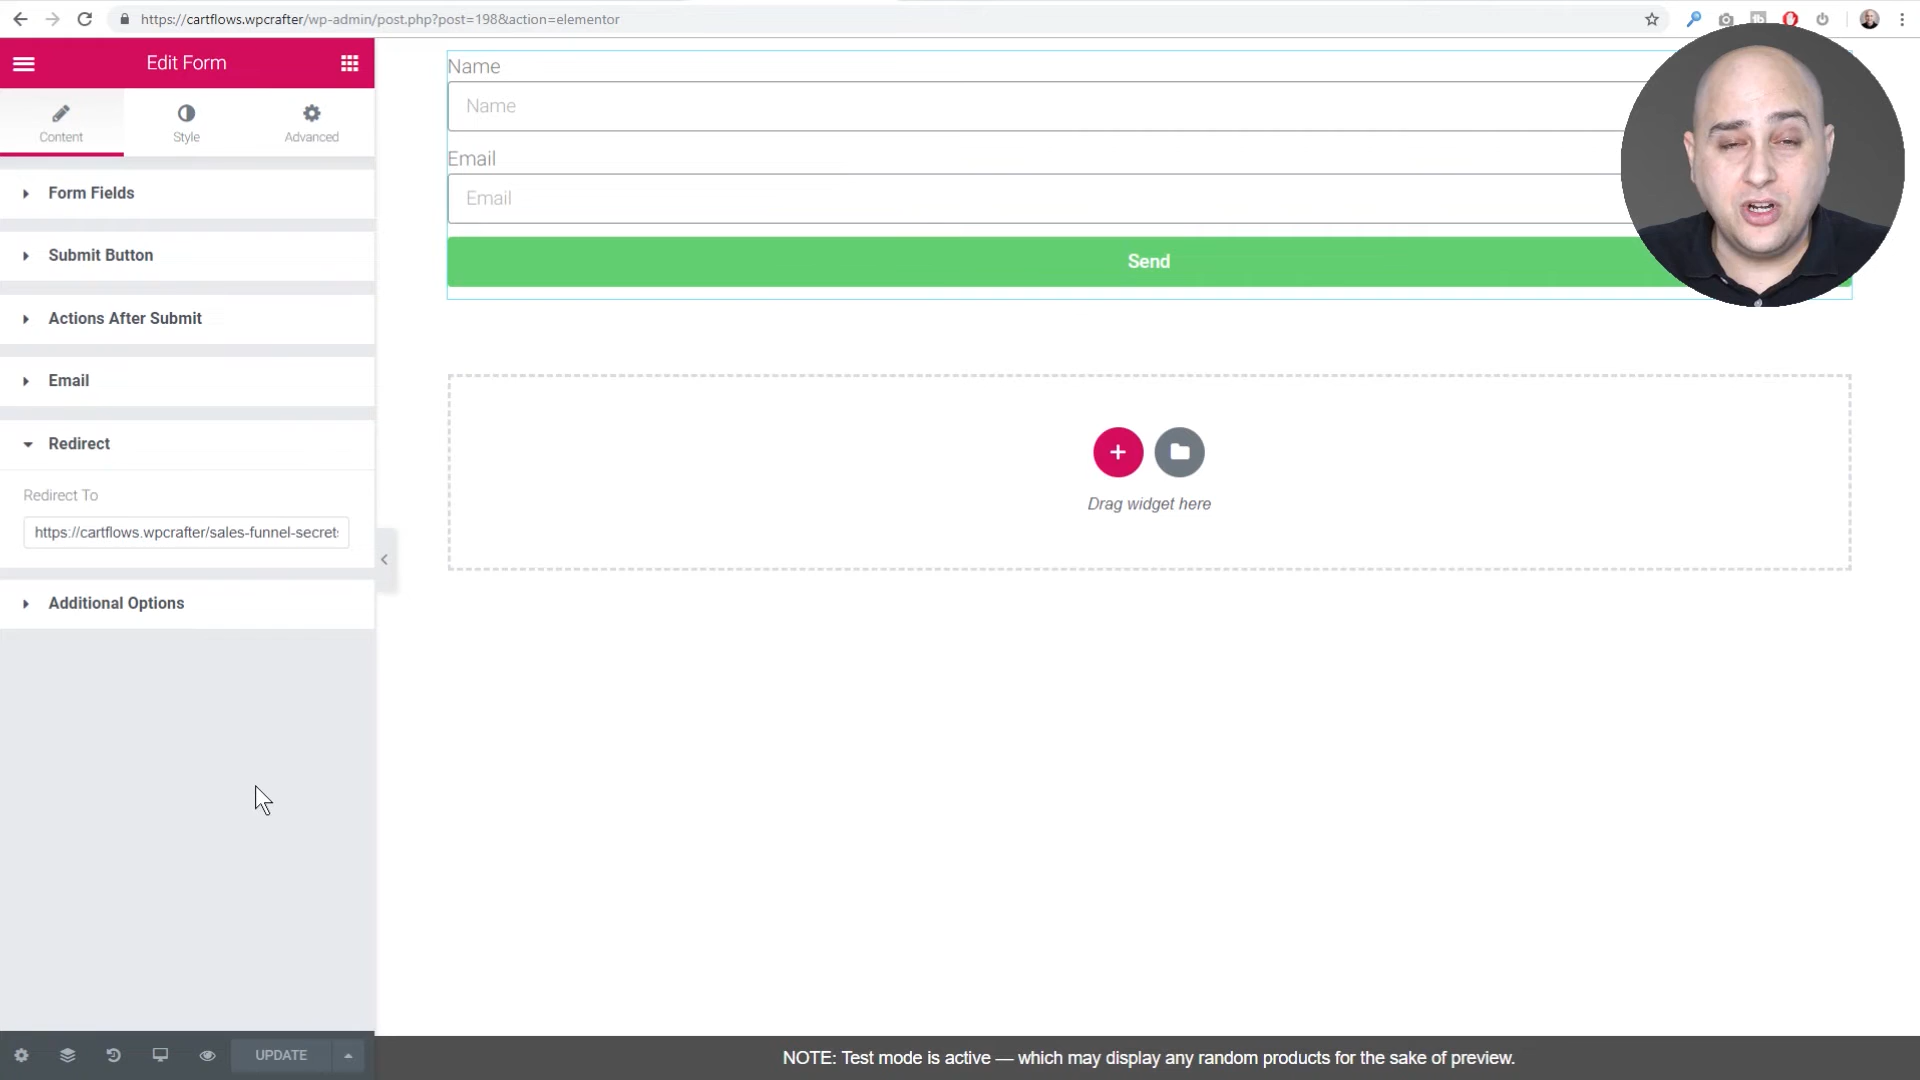 https://cartflows.wpcrafter/wp-admin/post.php?post=198&action=elementor
Edit Form
Content
Style
Advanced
Form Fields
Submit Button
Actions After Submit
Email
Redirect
Redirect To
https://cartflows.wpcrafter/sales-funnel-secret
Additional Options
UPDATE
Name
Name
Email
Email
Send
Drag widget here
NOTE: Test mode is active — which may display any random products for the sake of preview.